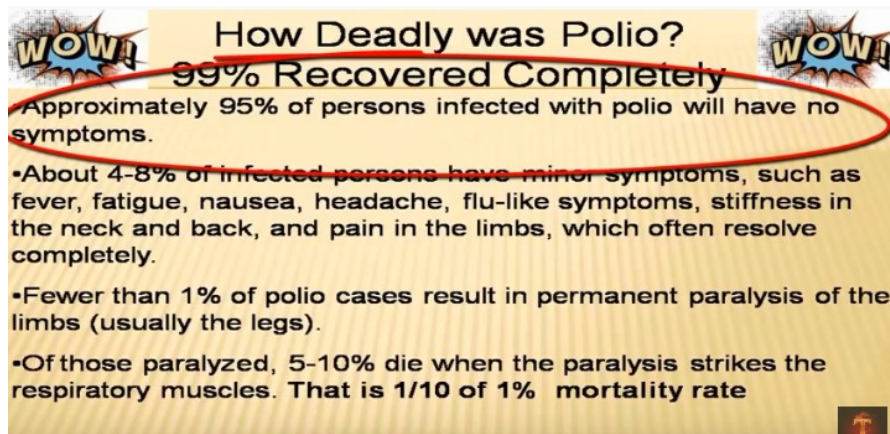 WOW!
How Deadly was Polio?
WOW!
99% Recovered Completely
•Approximately 95% of persons infected with polio will have no
symptoms.
•About 4-8% of infected persons have minor symptoms, such as
fever, fatigue, nausea, headache, flu-like symptoms, stiffness in
the neck and back, and pain in the limbs, which often resolve
completely.
•Fewer than 1% of polio cases result in permanent paralysis of the
limbs (usually the legs).
•Of those paralyzed, 5-10% die when the paralysis strikes the
respiratory muscles. That is 1/10 of 1% mortality rate